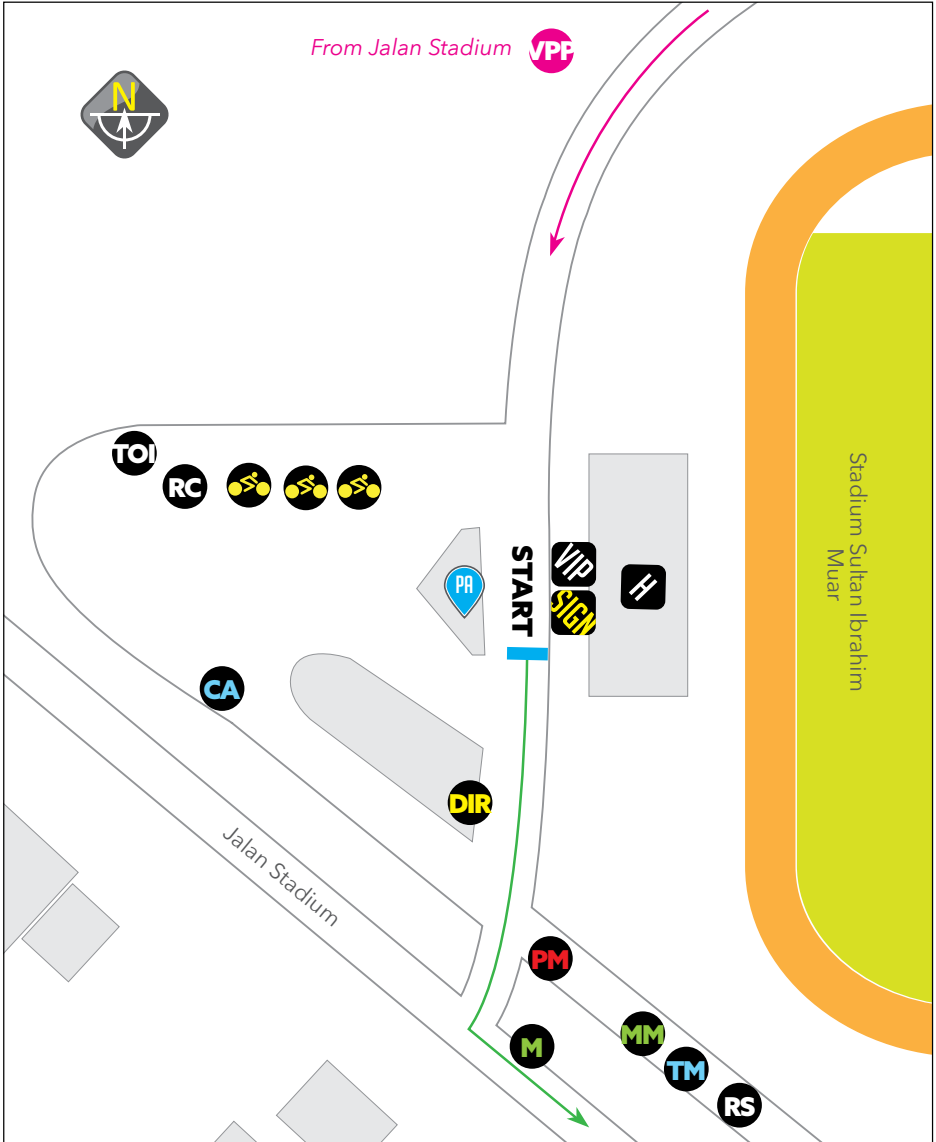 From Jalan Stadium
VPP
N
TOI
RC
VIP
SIGN
H
PA
START
Stadium Sultan Ibrahim
Muar
CA
DIR
Jalan Stadium
PM
M
MM
TM
RS